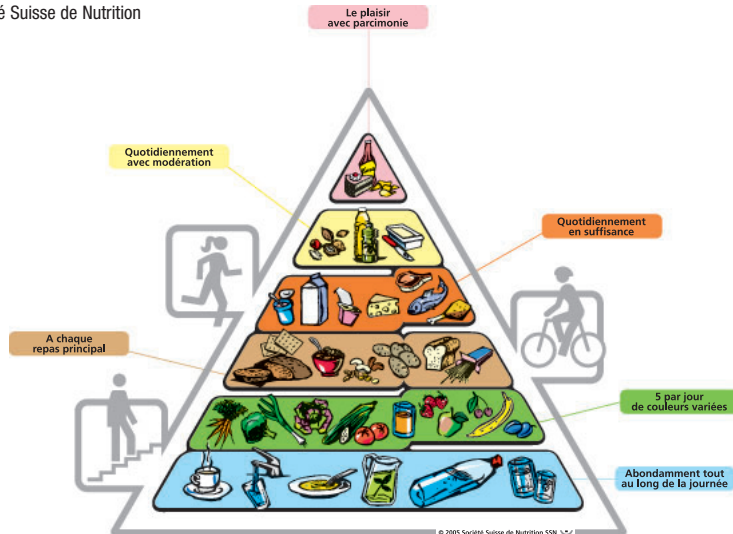 Suisse de Nutrition
Le plaisir
avec parcimonie
Quotidiennement
avec modération
Quotidiennement
en suffisance
A chaque
repas principal
5 par jour
de couleurs variées
Abondamment tout
au long de la journée
© 2005 Société Suisse de Nutrition SSN